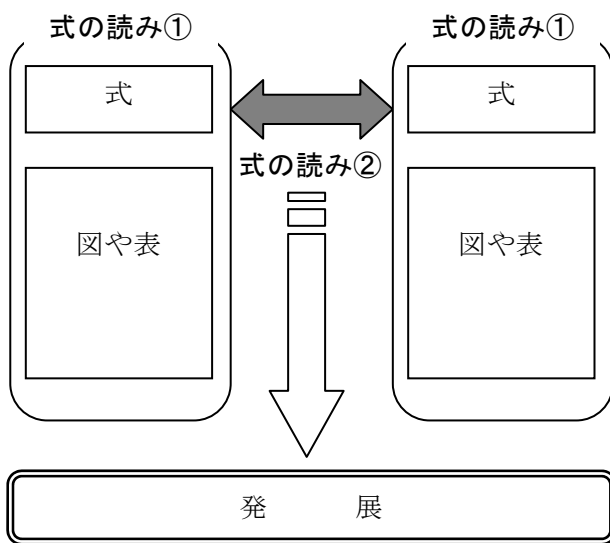 式の読み①
式の読み①
式
式
式の読み②
図や表
図や表
発　　展